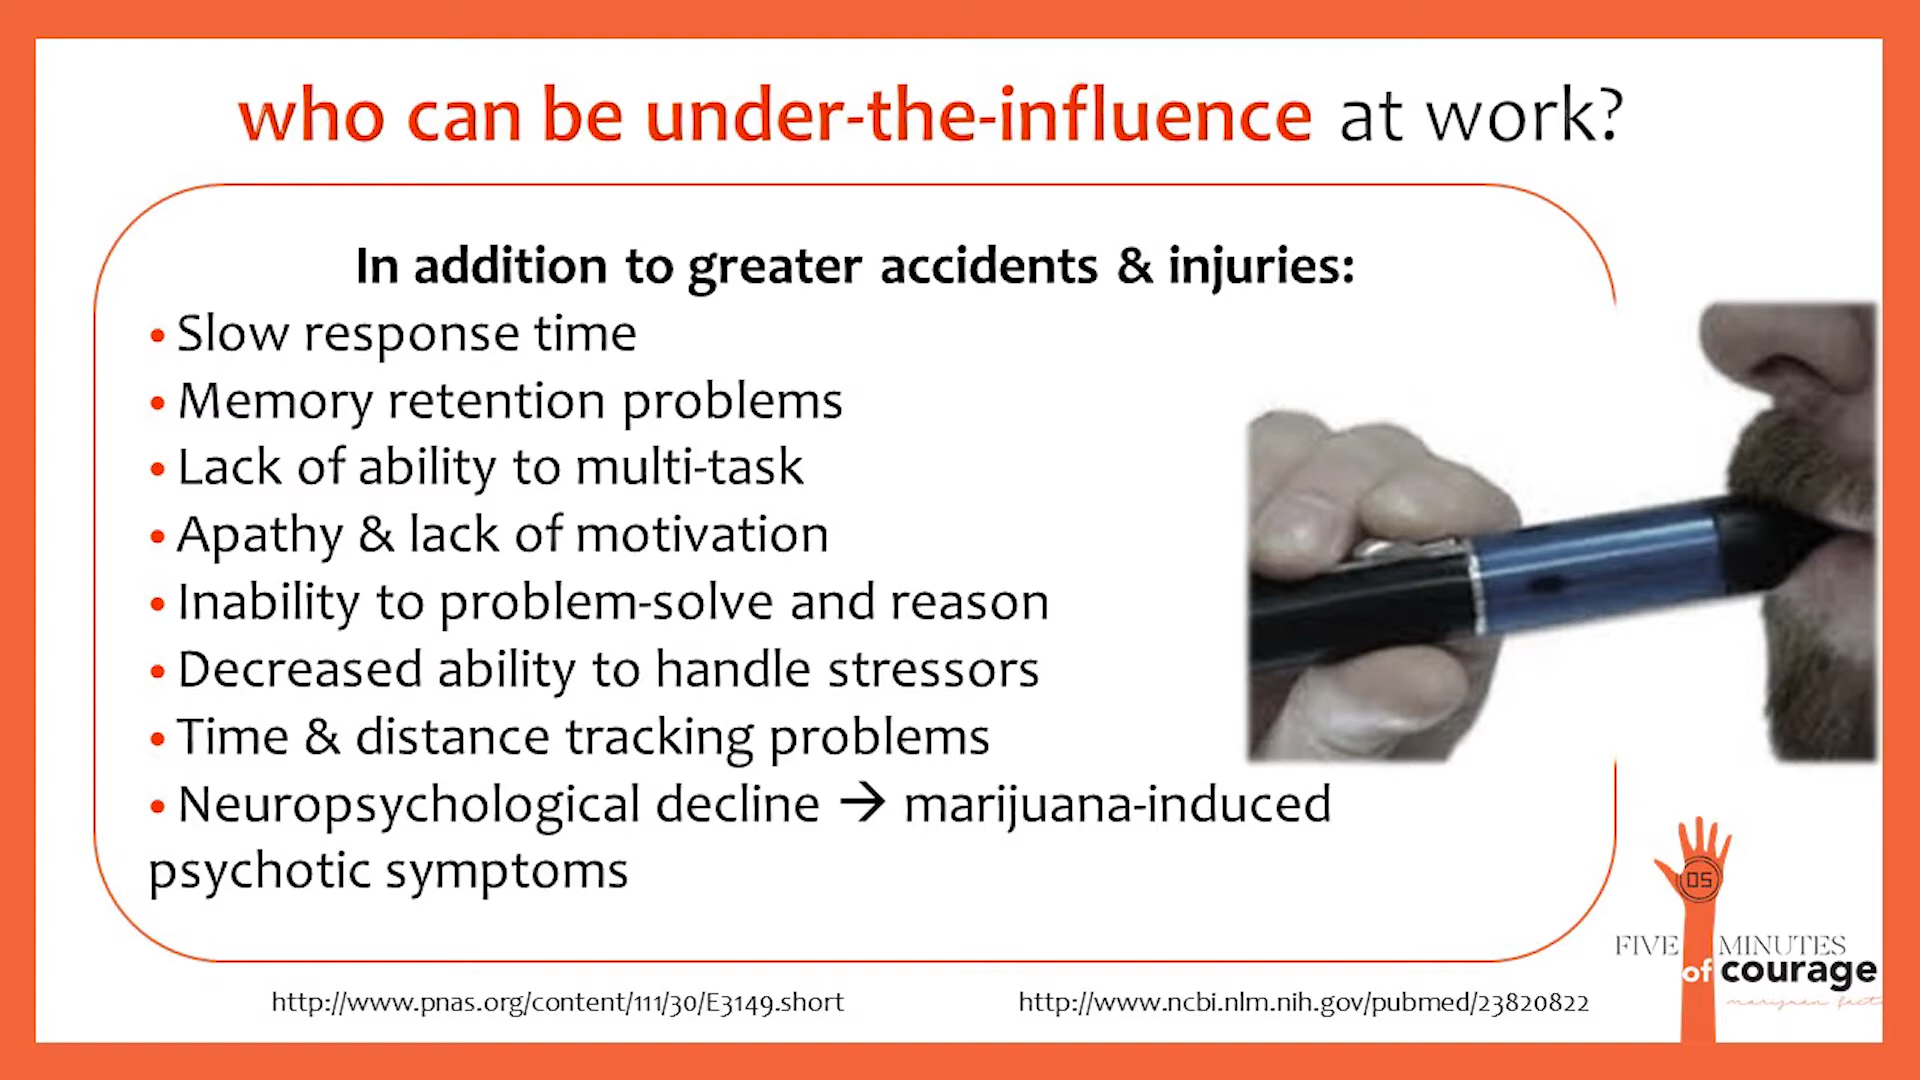 who can be under-the-influence at work?
In addition to greater accidents & injuries:
• Slow response time
• Memory retention problems
• Lack of ability to multi-task
• Apathy & lack of motivation
• Inability to problem-solve and reason
• Decreased ability to handle stressors
• Time & distance tracking problems
• Neuropsychological decline → marijuana-induced
psychotic symptoms
05
FIVE MINUTES
of courage
http://www.pnas.org/content/111/30/E3149.short
http://www.ncbi.nlm.nih.gov/pubmed/23820822